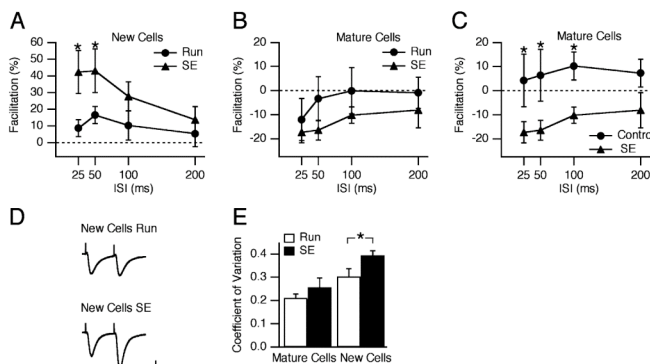 A
New Cells
Run
SE
Facilitation (%)
60
50
40
30
20
10
0
* *
25 50 100 200
ISI (ms)
B
Mature Cells
Run
SE
Facilitation (%)
20
10
0
-10
-20
25 50 100 200
ISI (ms)
C
Mature Cells
Facilitation (%)
20
10
0
-10
-20
* * *
Contro
SE
25 50 100 200
ISI (ms)
D
New Cells Run
New Cells SE
E
Run
SE
*
Coefficient of Variation
0.4
0.3
0.2
0.1
0.0
Mature Cells New Cells